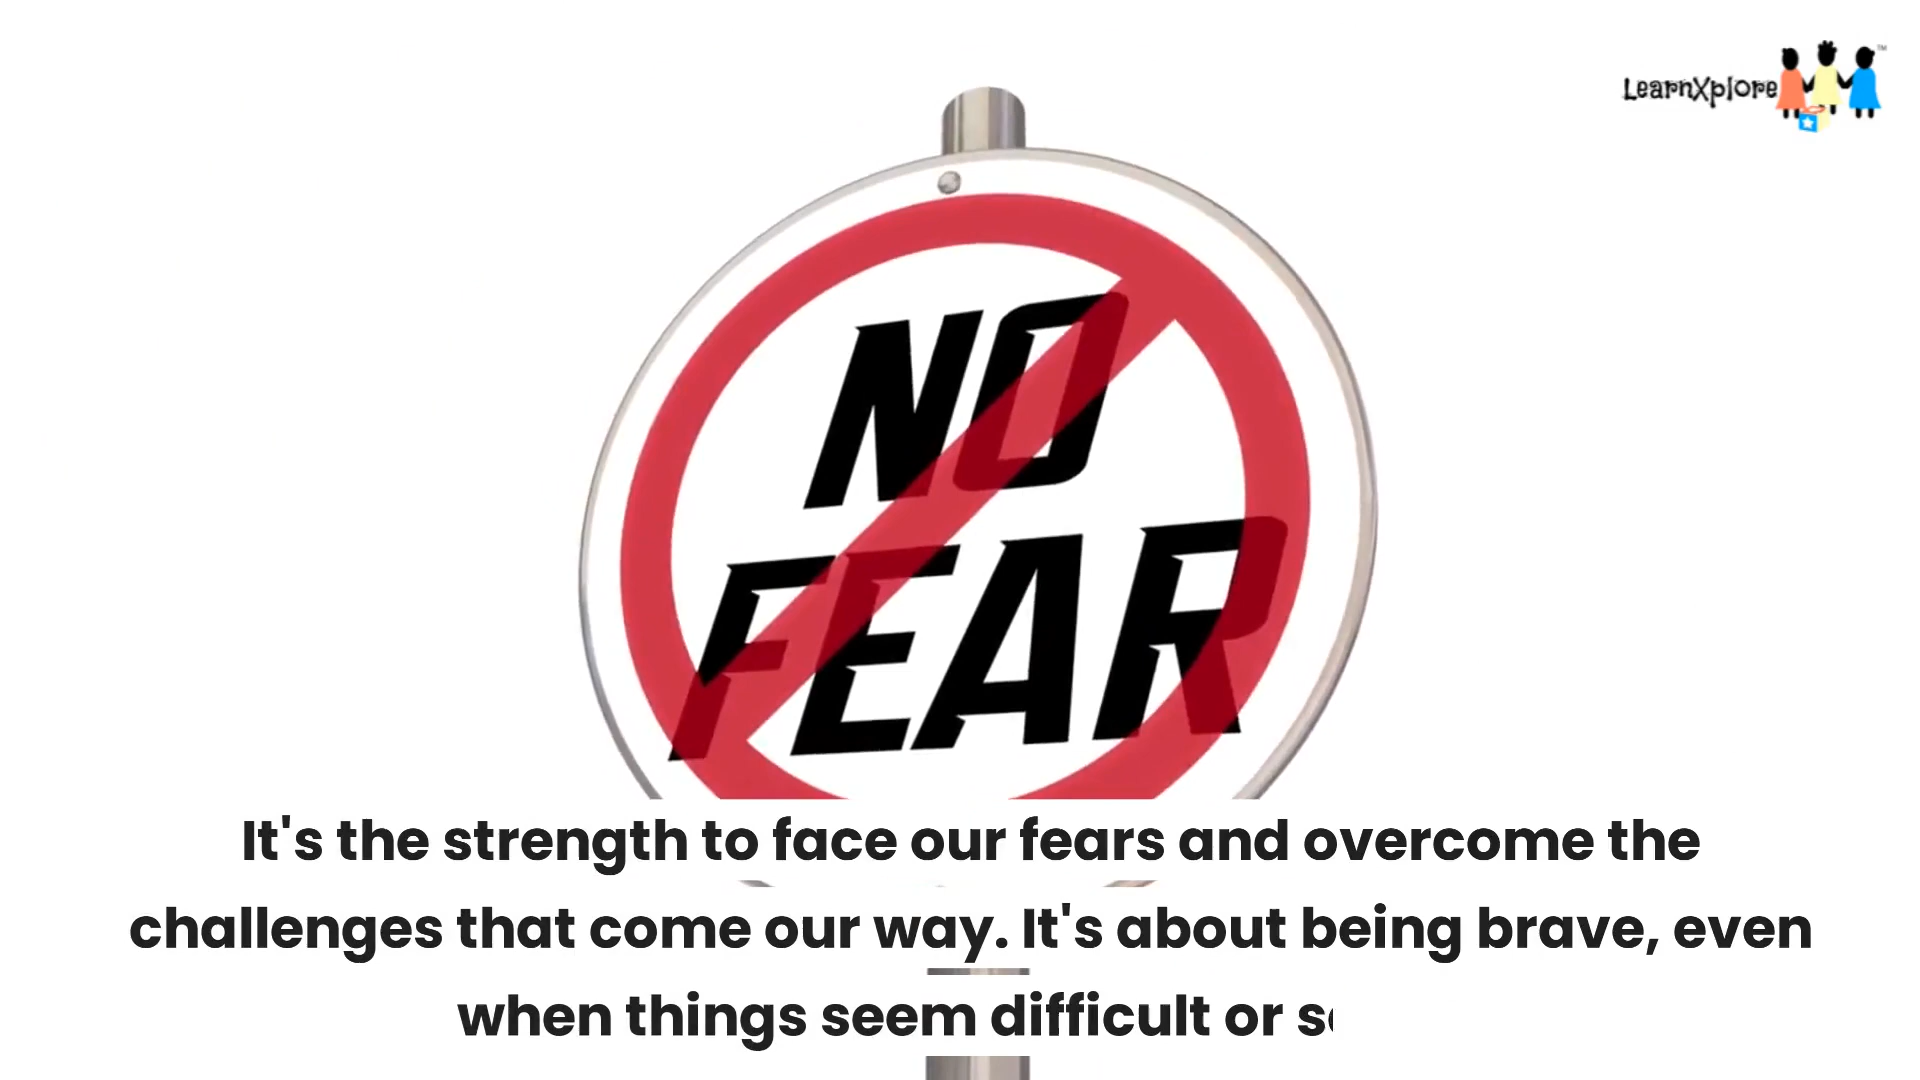 LearnXplore
TM
NO
FEAR
It's the strength to face our fears and overcome the
challenges that come our way. It's about being brave, even
when things seem difficult or